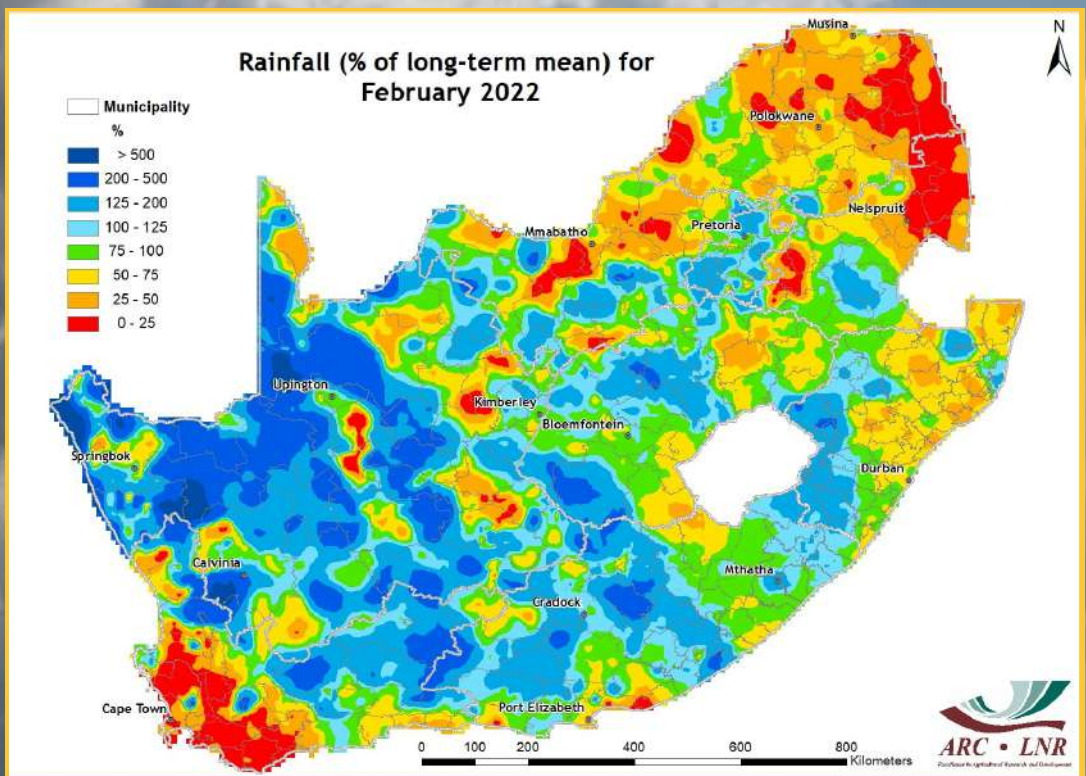 Rainfall (% of long-term mean) for
February 2022
N
Municipality
%
> 500
200 - 500
125 - 200
100 - 125
75 - 100
50 - 75
25 - 50
0 - 25
Musina
Polokwane
Nelspruit
Pretoria
Mmabatho
Upington
Kimberley
Bloemfontein
Springbok
Durban
Calvinia
Mthatha
Cradock
Cape Town
Port Elizabeth
0 100 200 400 600 800
Kilometers
ARC • LNR